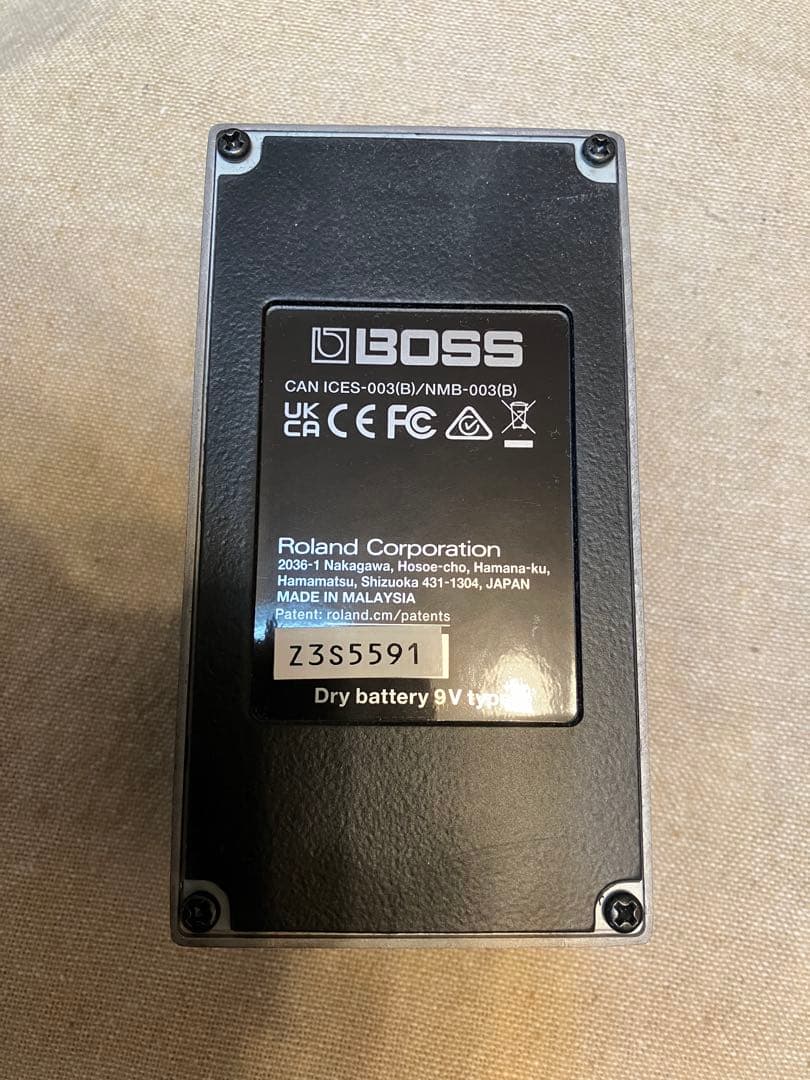 BOSS
CAN ICES-003(B)/NMB-003(B)
UK CA CE FC
Roland Corporation
2036-1 Nakagawa, Hosoe-cho, Hamana-ku,
Hamamatsu, Shizuoka 431-1304, JAPAN
MADE IN MALAYSIA
Patent: roland.cm/patents
Z3S5591
Dry battery 9V type